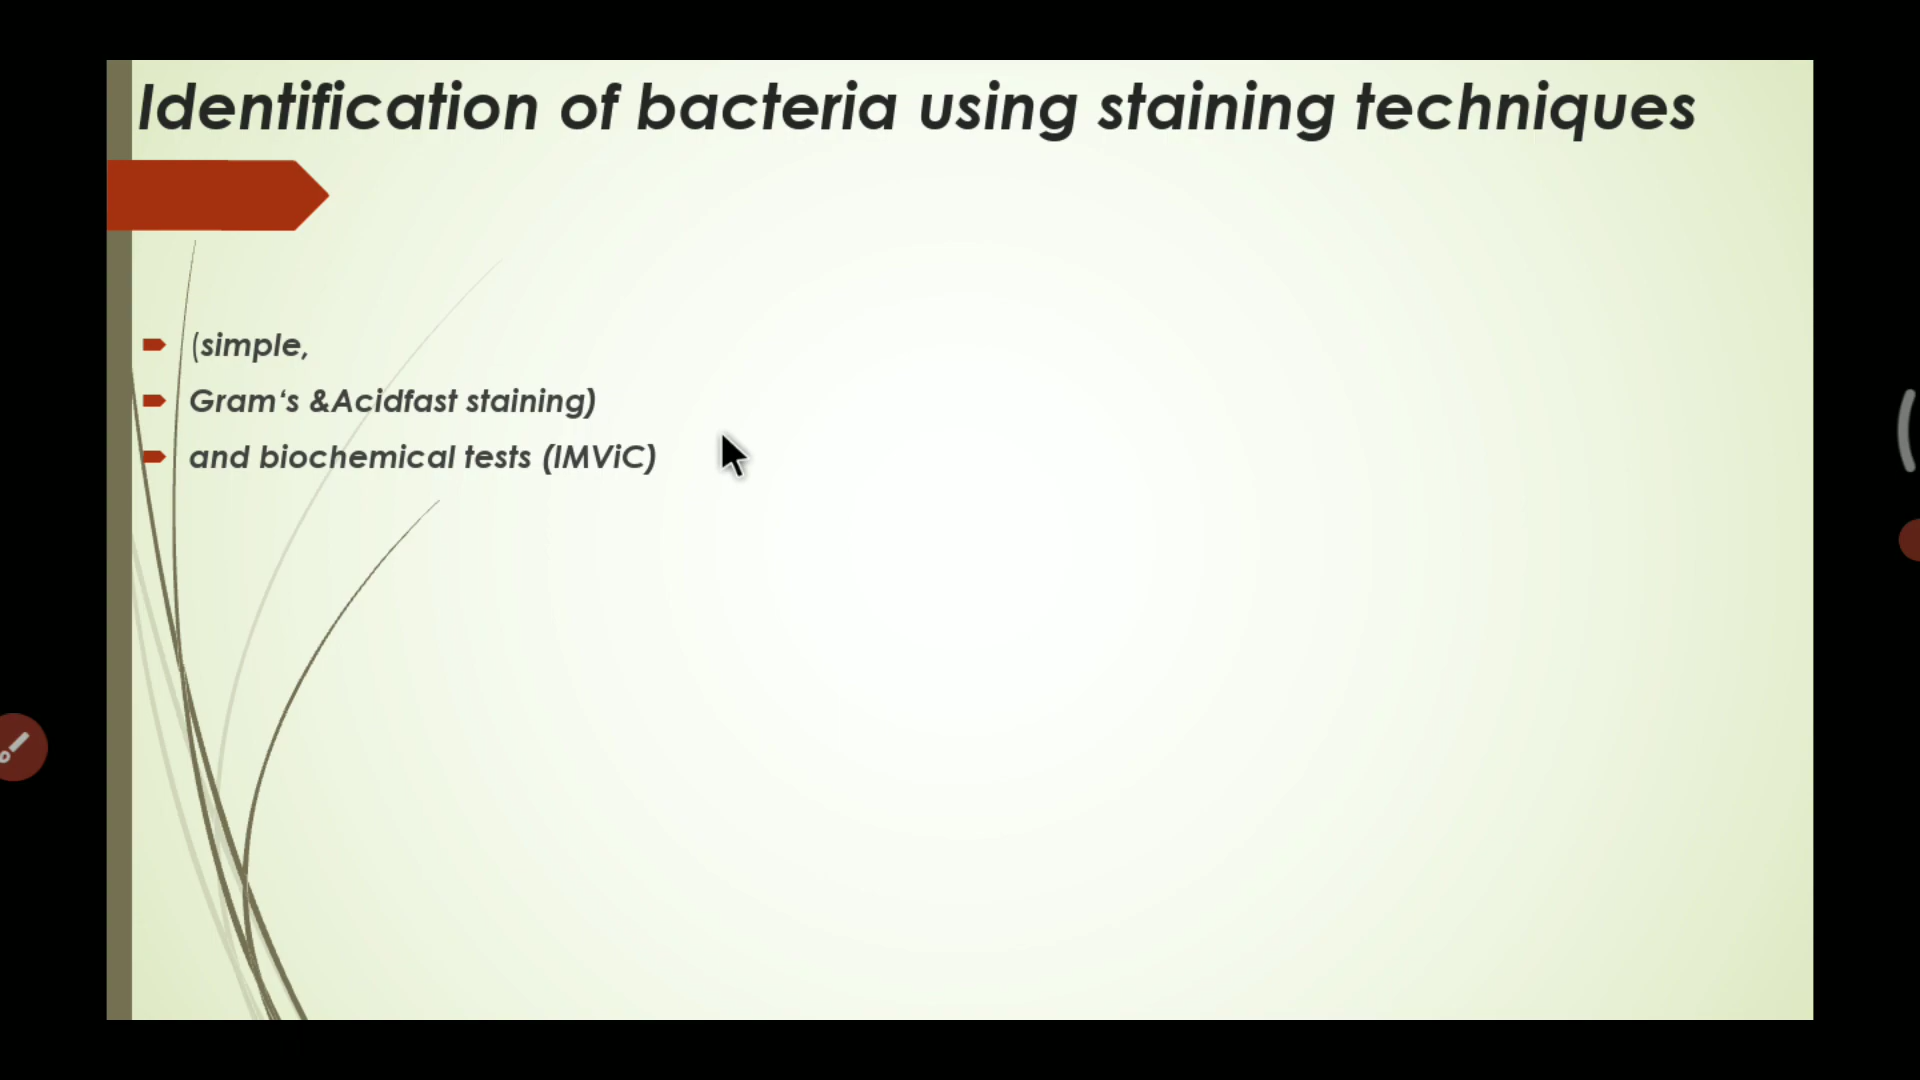 Identification of bacteria using staining techniques
(simple,
Gram‘s &Acidfast staining)
and biochemical tests (IMViC)